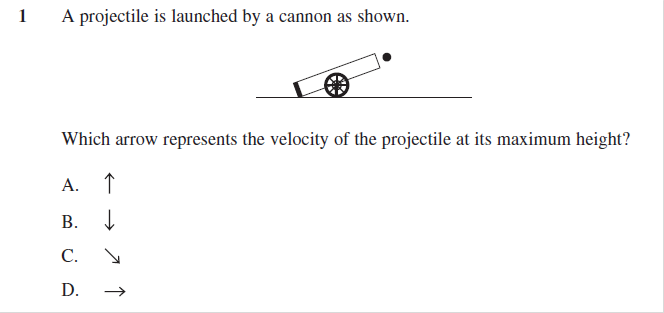 1 A projectile is launched by a cannon as shown.
Which arrow represents the velocity of the projectile at its maximum height?
A. ↑
B. ↓
C. ↘
D. →